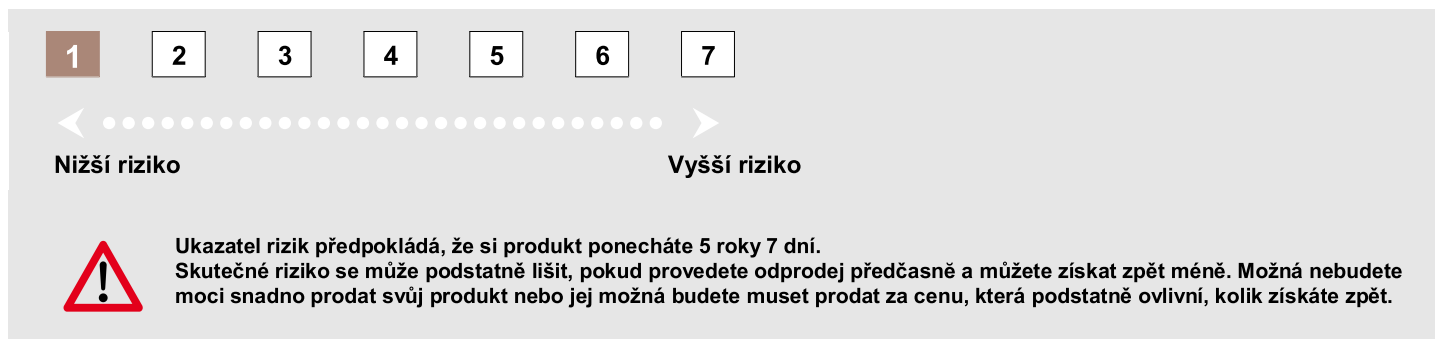 1 2 3 4 5 6 7
Nižší riziko Vyšší riziko
Ukazatel rizik předpokládá, že si produkt ponecháte 5 roky 7 dní.
Skutečné riziko se může podstatně lišit, pokud provedete odprodej předčasně a můžete získat zpět méně. Možná nebudete
moci snadno prodat svůj produkt nebo jej možná budete muset prodat za cenu, která podstatně ovlivní, kolik získáte zpět.